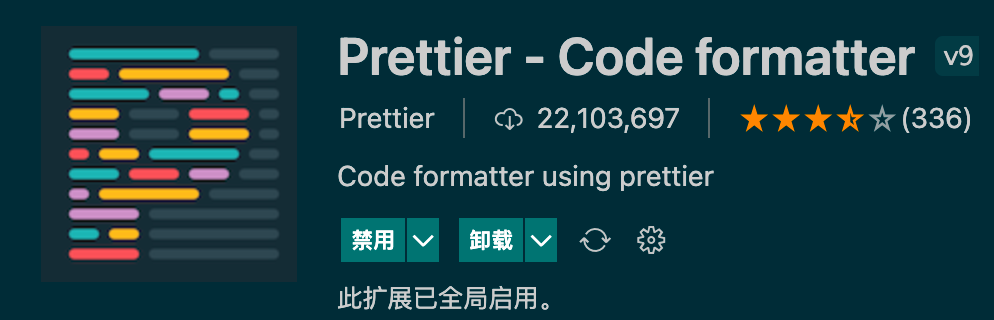 Prettier - Code formatter v9
Prettier 22,103,697 (336)
Code formatter using prettier
禁用 卸载
此扩展已全局启用。